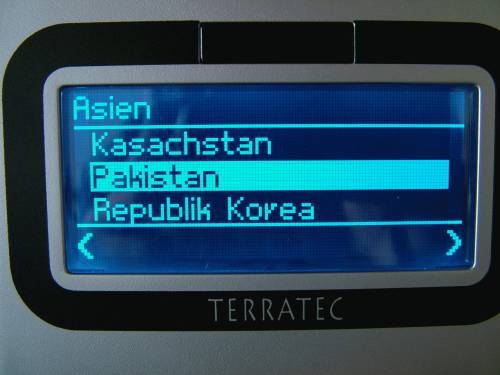 Asien
Kasachstan
Pakistan
Republik Korea
< >
TERRATEC